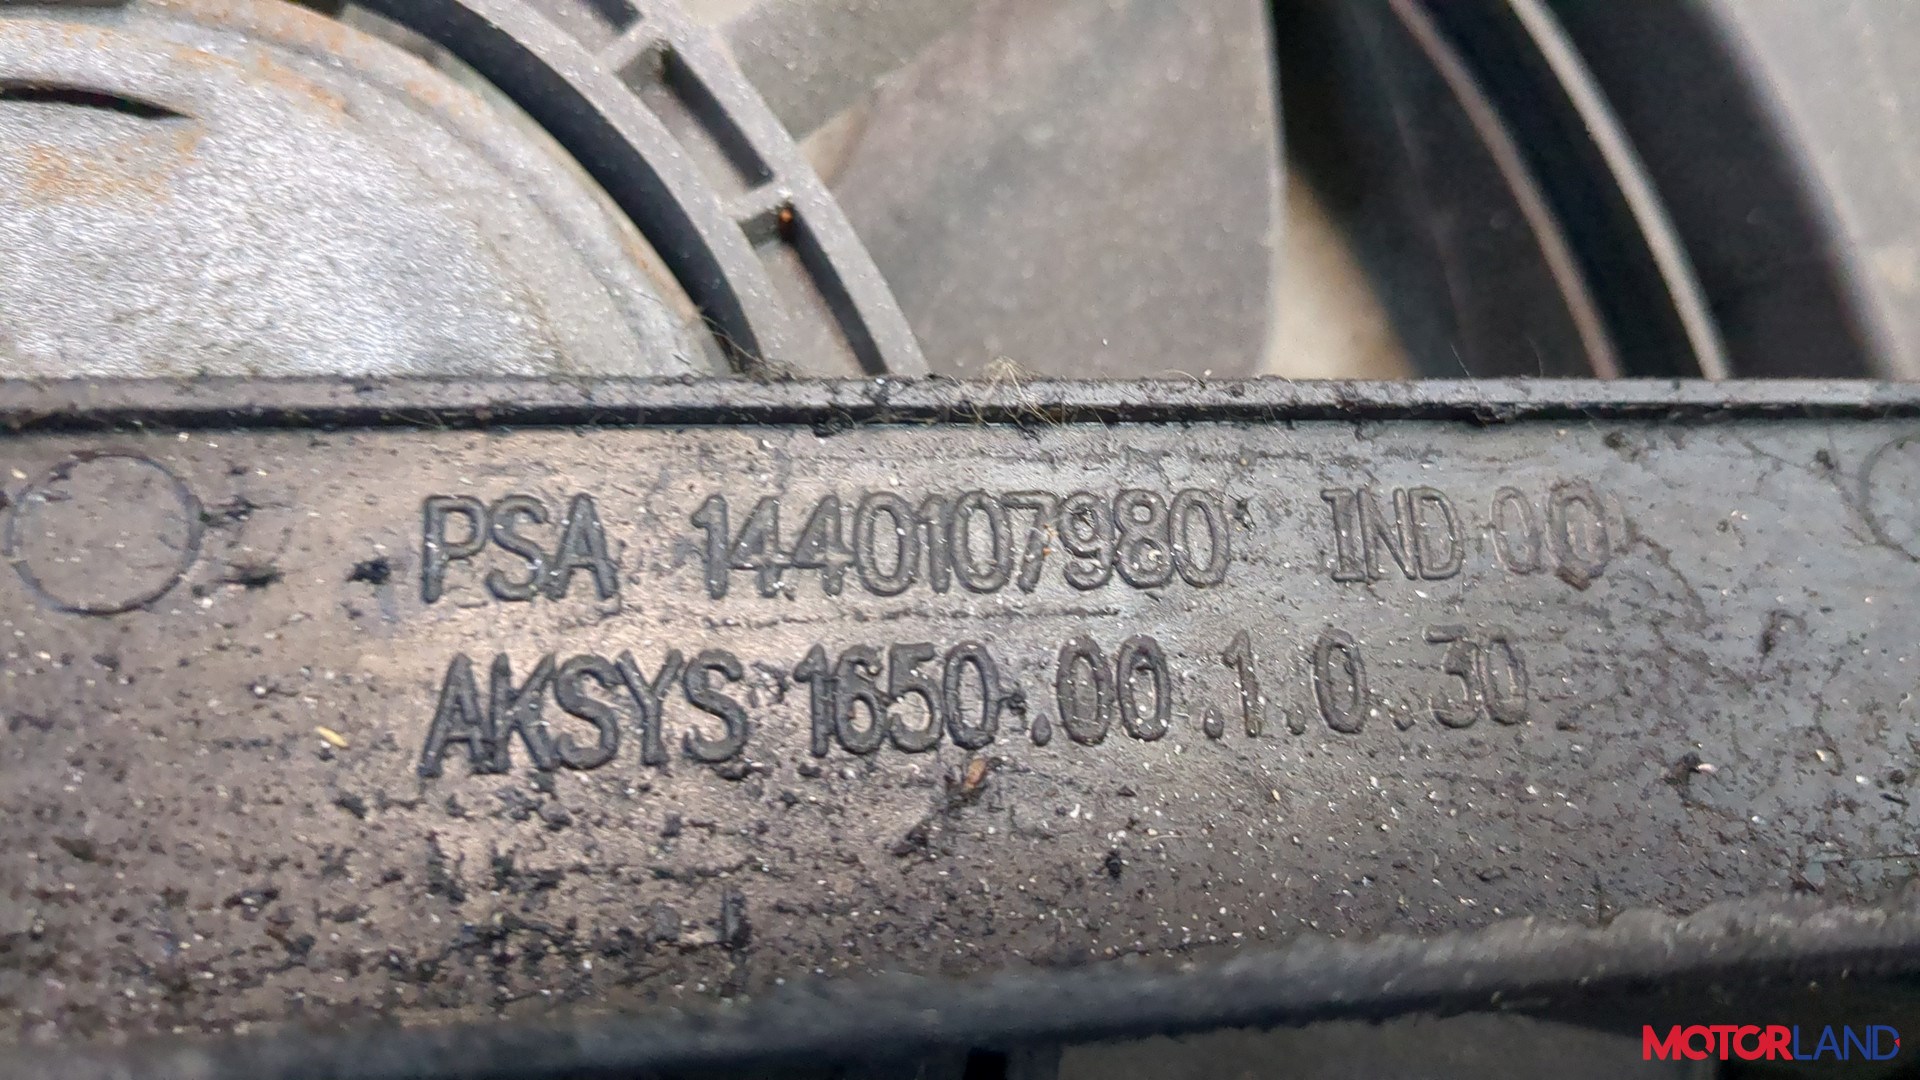 PSA 1440107980 IND 00
AKSYS 1650.00.1.0.30
MOTORLAND